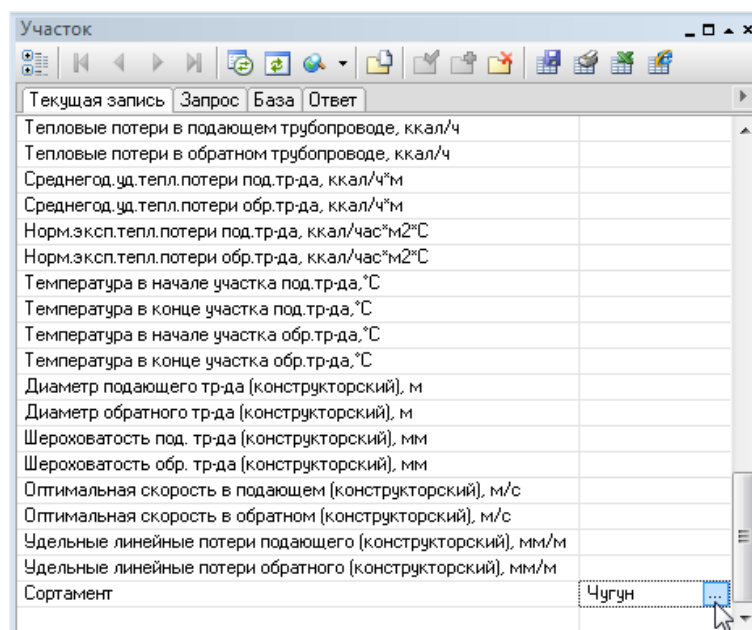 Участок
Текущая запись Запрос База Ответ
Тепловые потери в подающем трубопроводе, ккал/ч
Тепловые потери в обратном трубопроводе, ккал/ч
Среднегод.уд.тепл.потери под.тр-да, ккал/ч*м
Среднегод.уд.тепл.потери обр.тр-да, ккал/ч*м
Норм.эксп.тепл.потери под.тр-да, ккал/час*м2*С
Норм.эксп.тепл.потери обр.тр-да, ккал/час*м2*С
Температура в начале участка под.тр-да,°C
Температура в конце участка под.тр-да,°C
Температура в начале участка обр.тр-да,°C
Температура в конце участка обр.тр-да,°C
Диаметр подающего тр-да (конструкторский), м
Диаметр обратного тр-да (конструкторский), м
Шероховатость под. тр-да (конструкторский), мм
Шероховатость обр. тр-да (конструкторский), мм
Оптимальная скорость в подающем (конструкторский), м/с
Оптимальная скорость в обратном (конструкторский), м/с
Удельные линейные потери подающего (конструкторский), мм/м
Удельные линейные потери обратного (конструкторский), мм/м
Сортамент Чугун ...